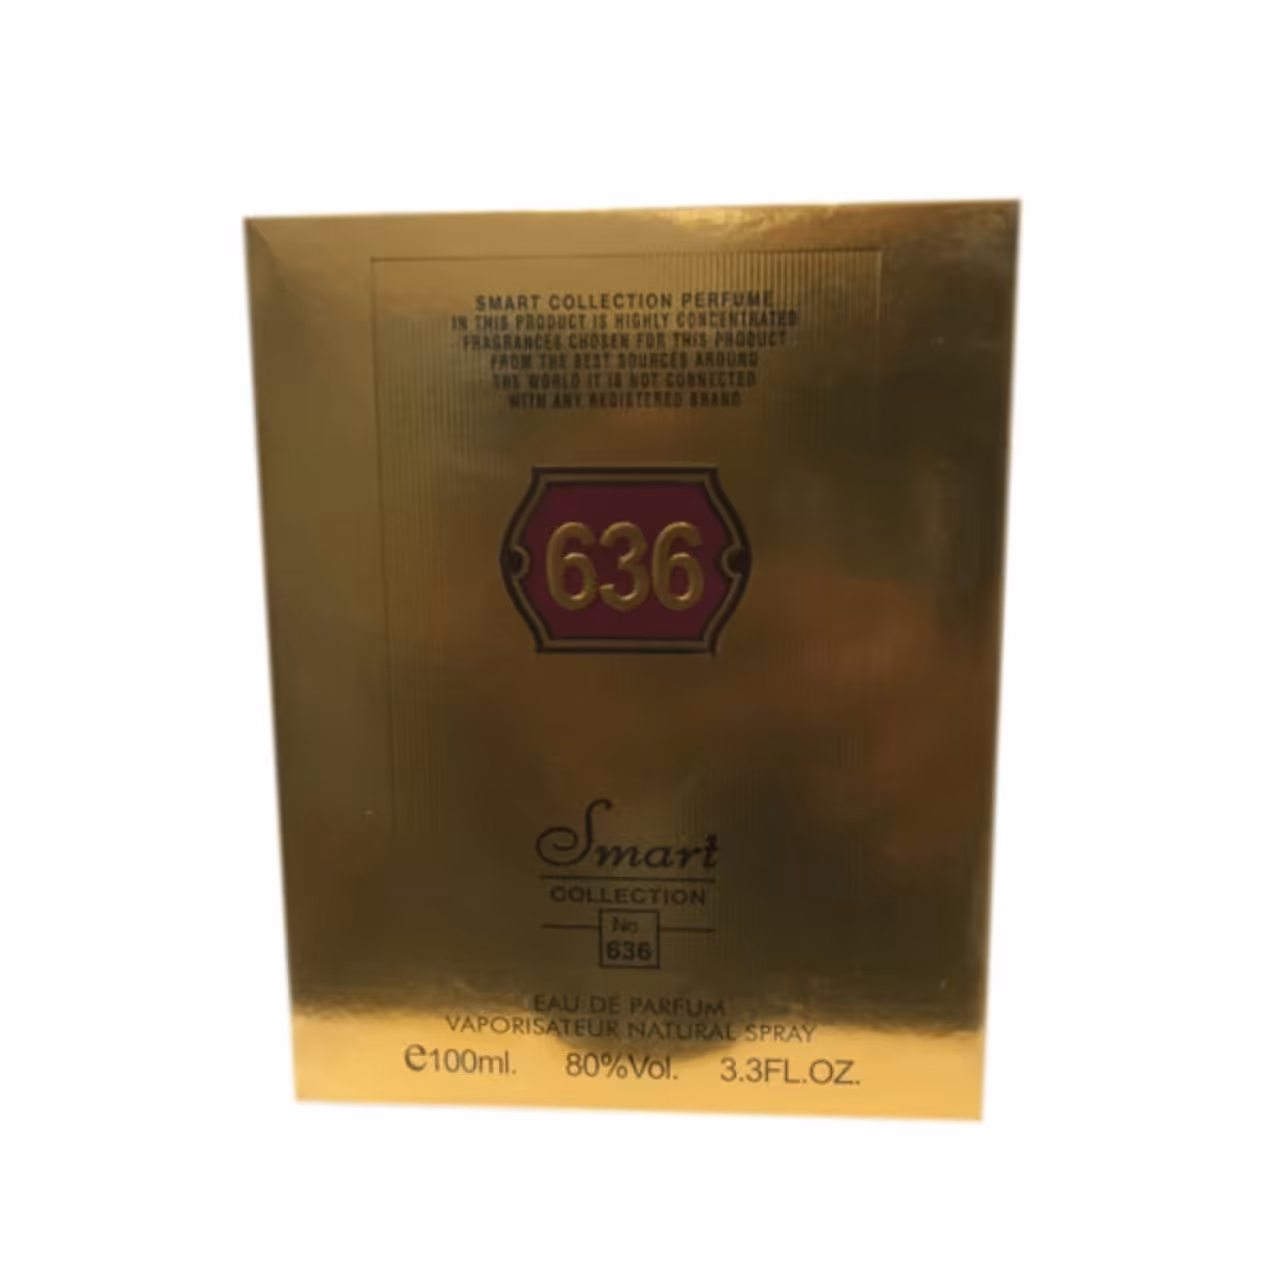 SMART COLLECTION PERFUME
IN THIS PRODUCT IS HIGHLY CONCENTRATED
FRAGRANCES CHOSEN FOR THIS PRODUCT
FROM THE BEST SOURCES AROUND
THE WORLD IT IS NOT CONNECTED
WITH ANY REGISTERED BRAND
636
Smart
COLLECTION
No.
636
EAU DE PARFUM
VAPORISATEUR NATURAL SPRAY
e100ml. 80%Vol. 3.3FL.OZ.